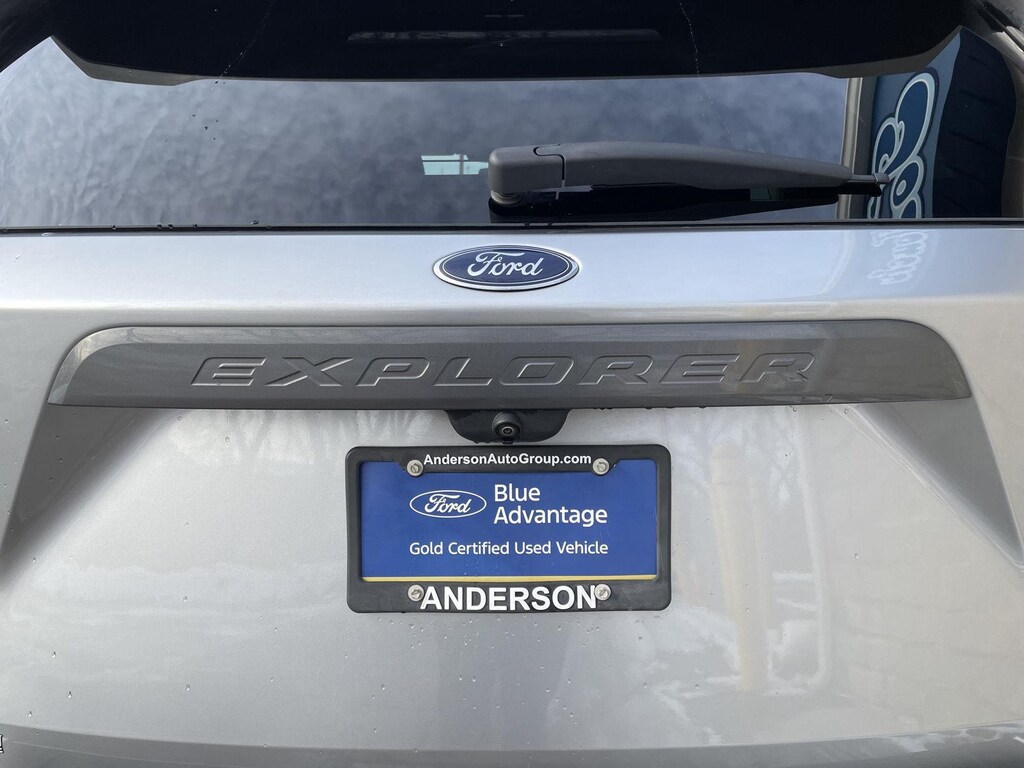 Ford
EXPLORER
AndersonAutoGroup.com
Ford Blue
Advantage
Gold Certified Used Vehicle
ANDERSON